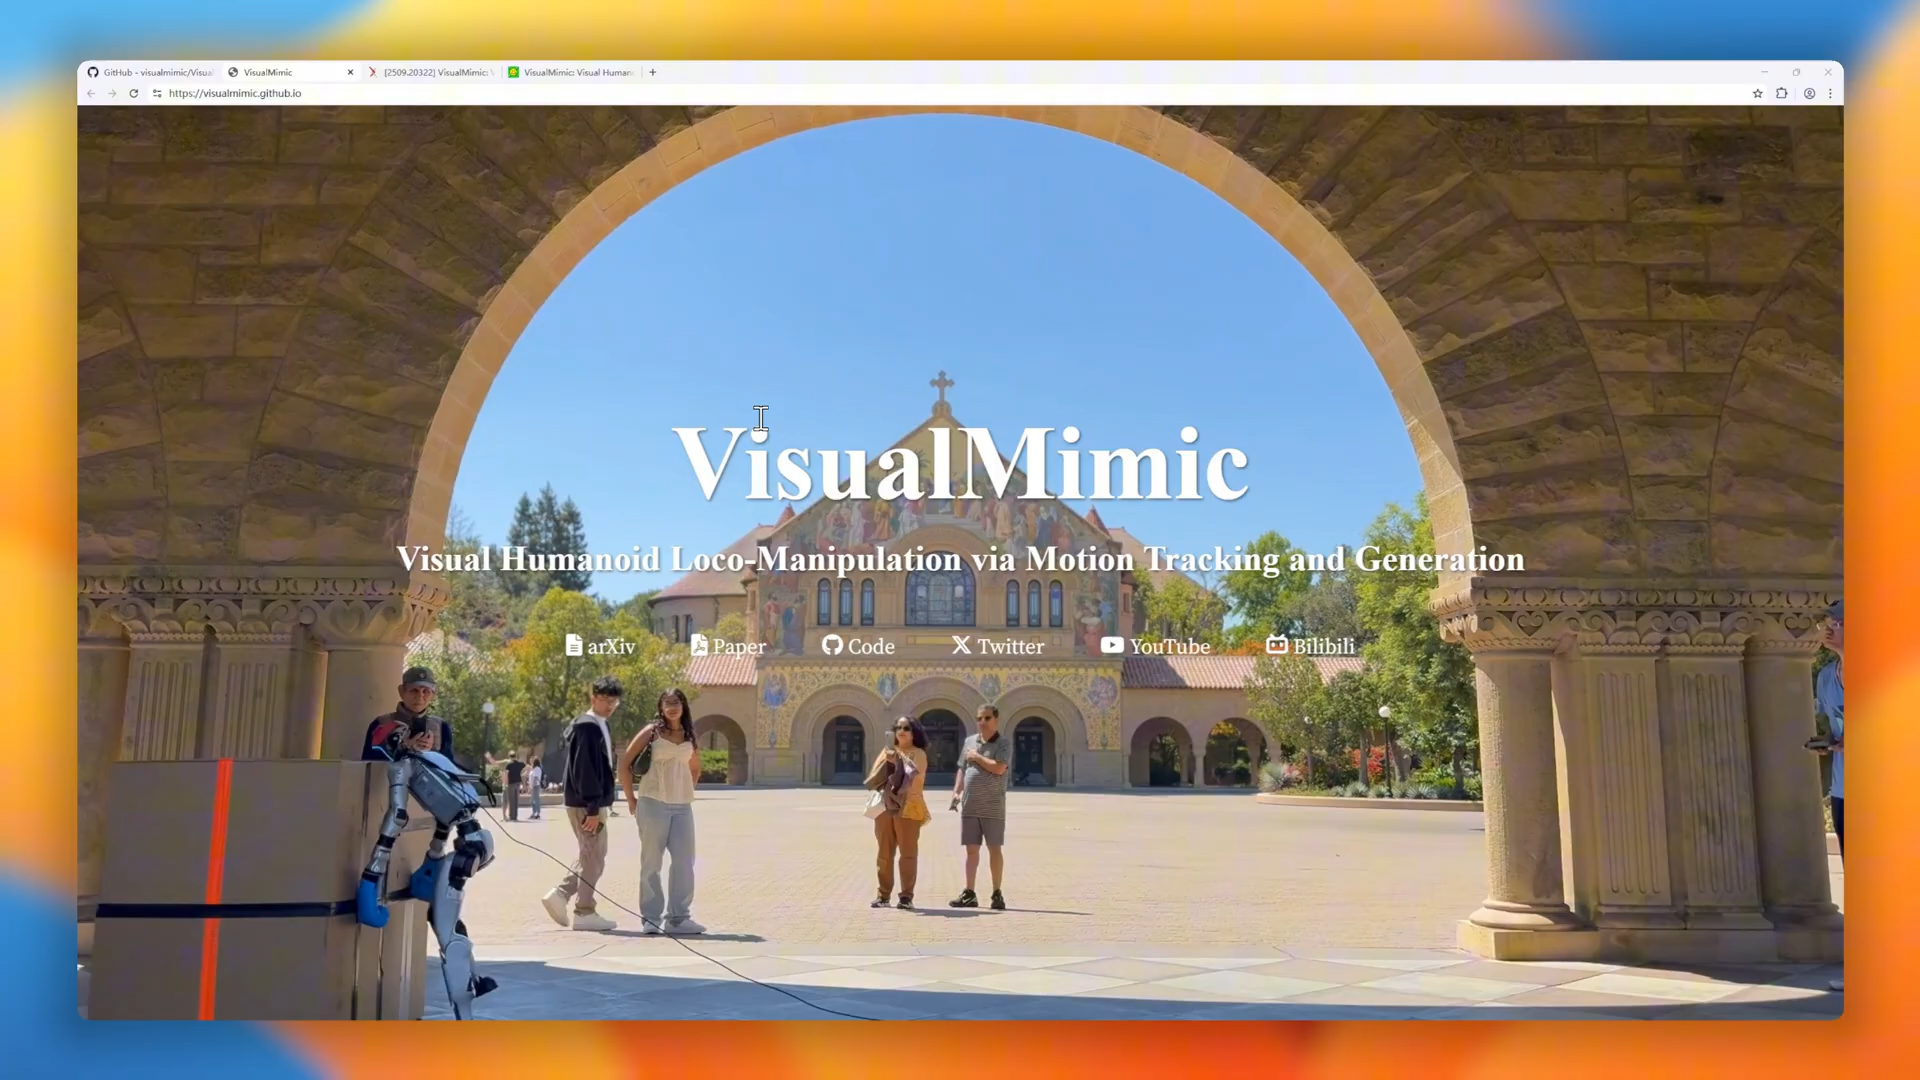 GitHub - visualmimic/Visual
VisualMimic
[2509.20322] VisualMimic: V
VisualMimic: Visual Human
https://visualmimic.github.io
VisualMimic
Visual Humanoid Loco-Manipulation via Motion Tracking and Generation
arXiv
Paper
Code
Twitter
YouTube
Bilibili